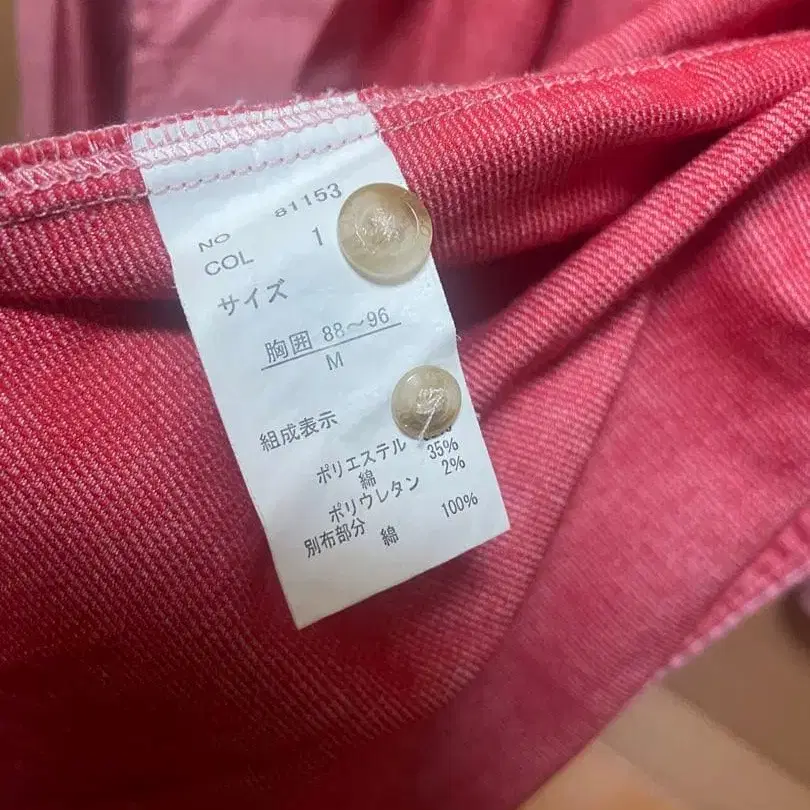 NO 81153
COL 1
サイズ
胸囲 88～96
M
組成表示
ポリエステル
綿 35%
ポリウレタン 2%
別布部分
綿 100%